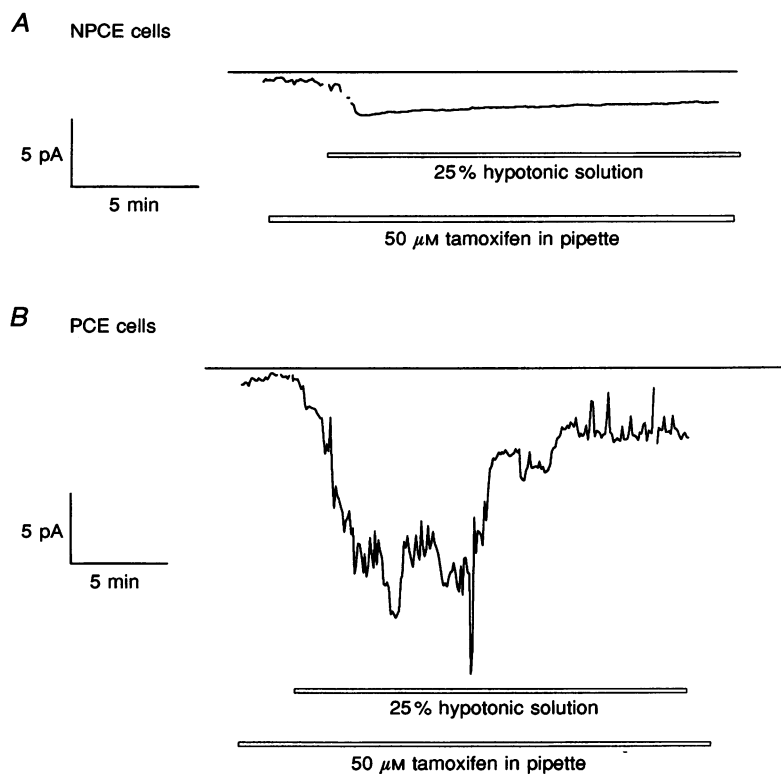 A NPCE cells
5 pA
5 min
25% hypotonic solution
50 μM tamoxifen in pipette
B PCE cells
5 pA
5 min
25% hypotonic solution
50 μM tamoxifen in pipette